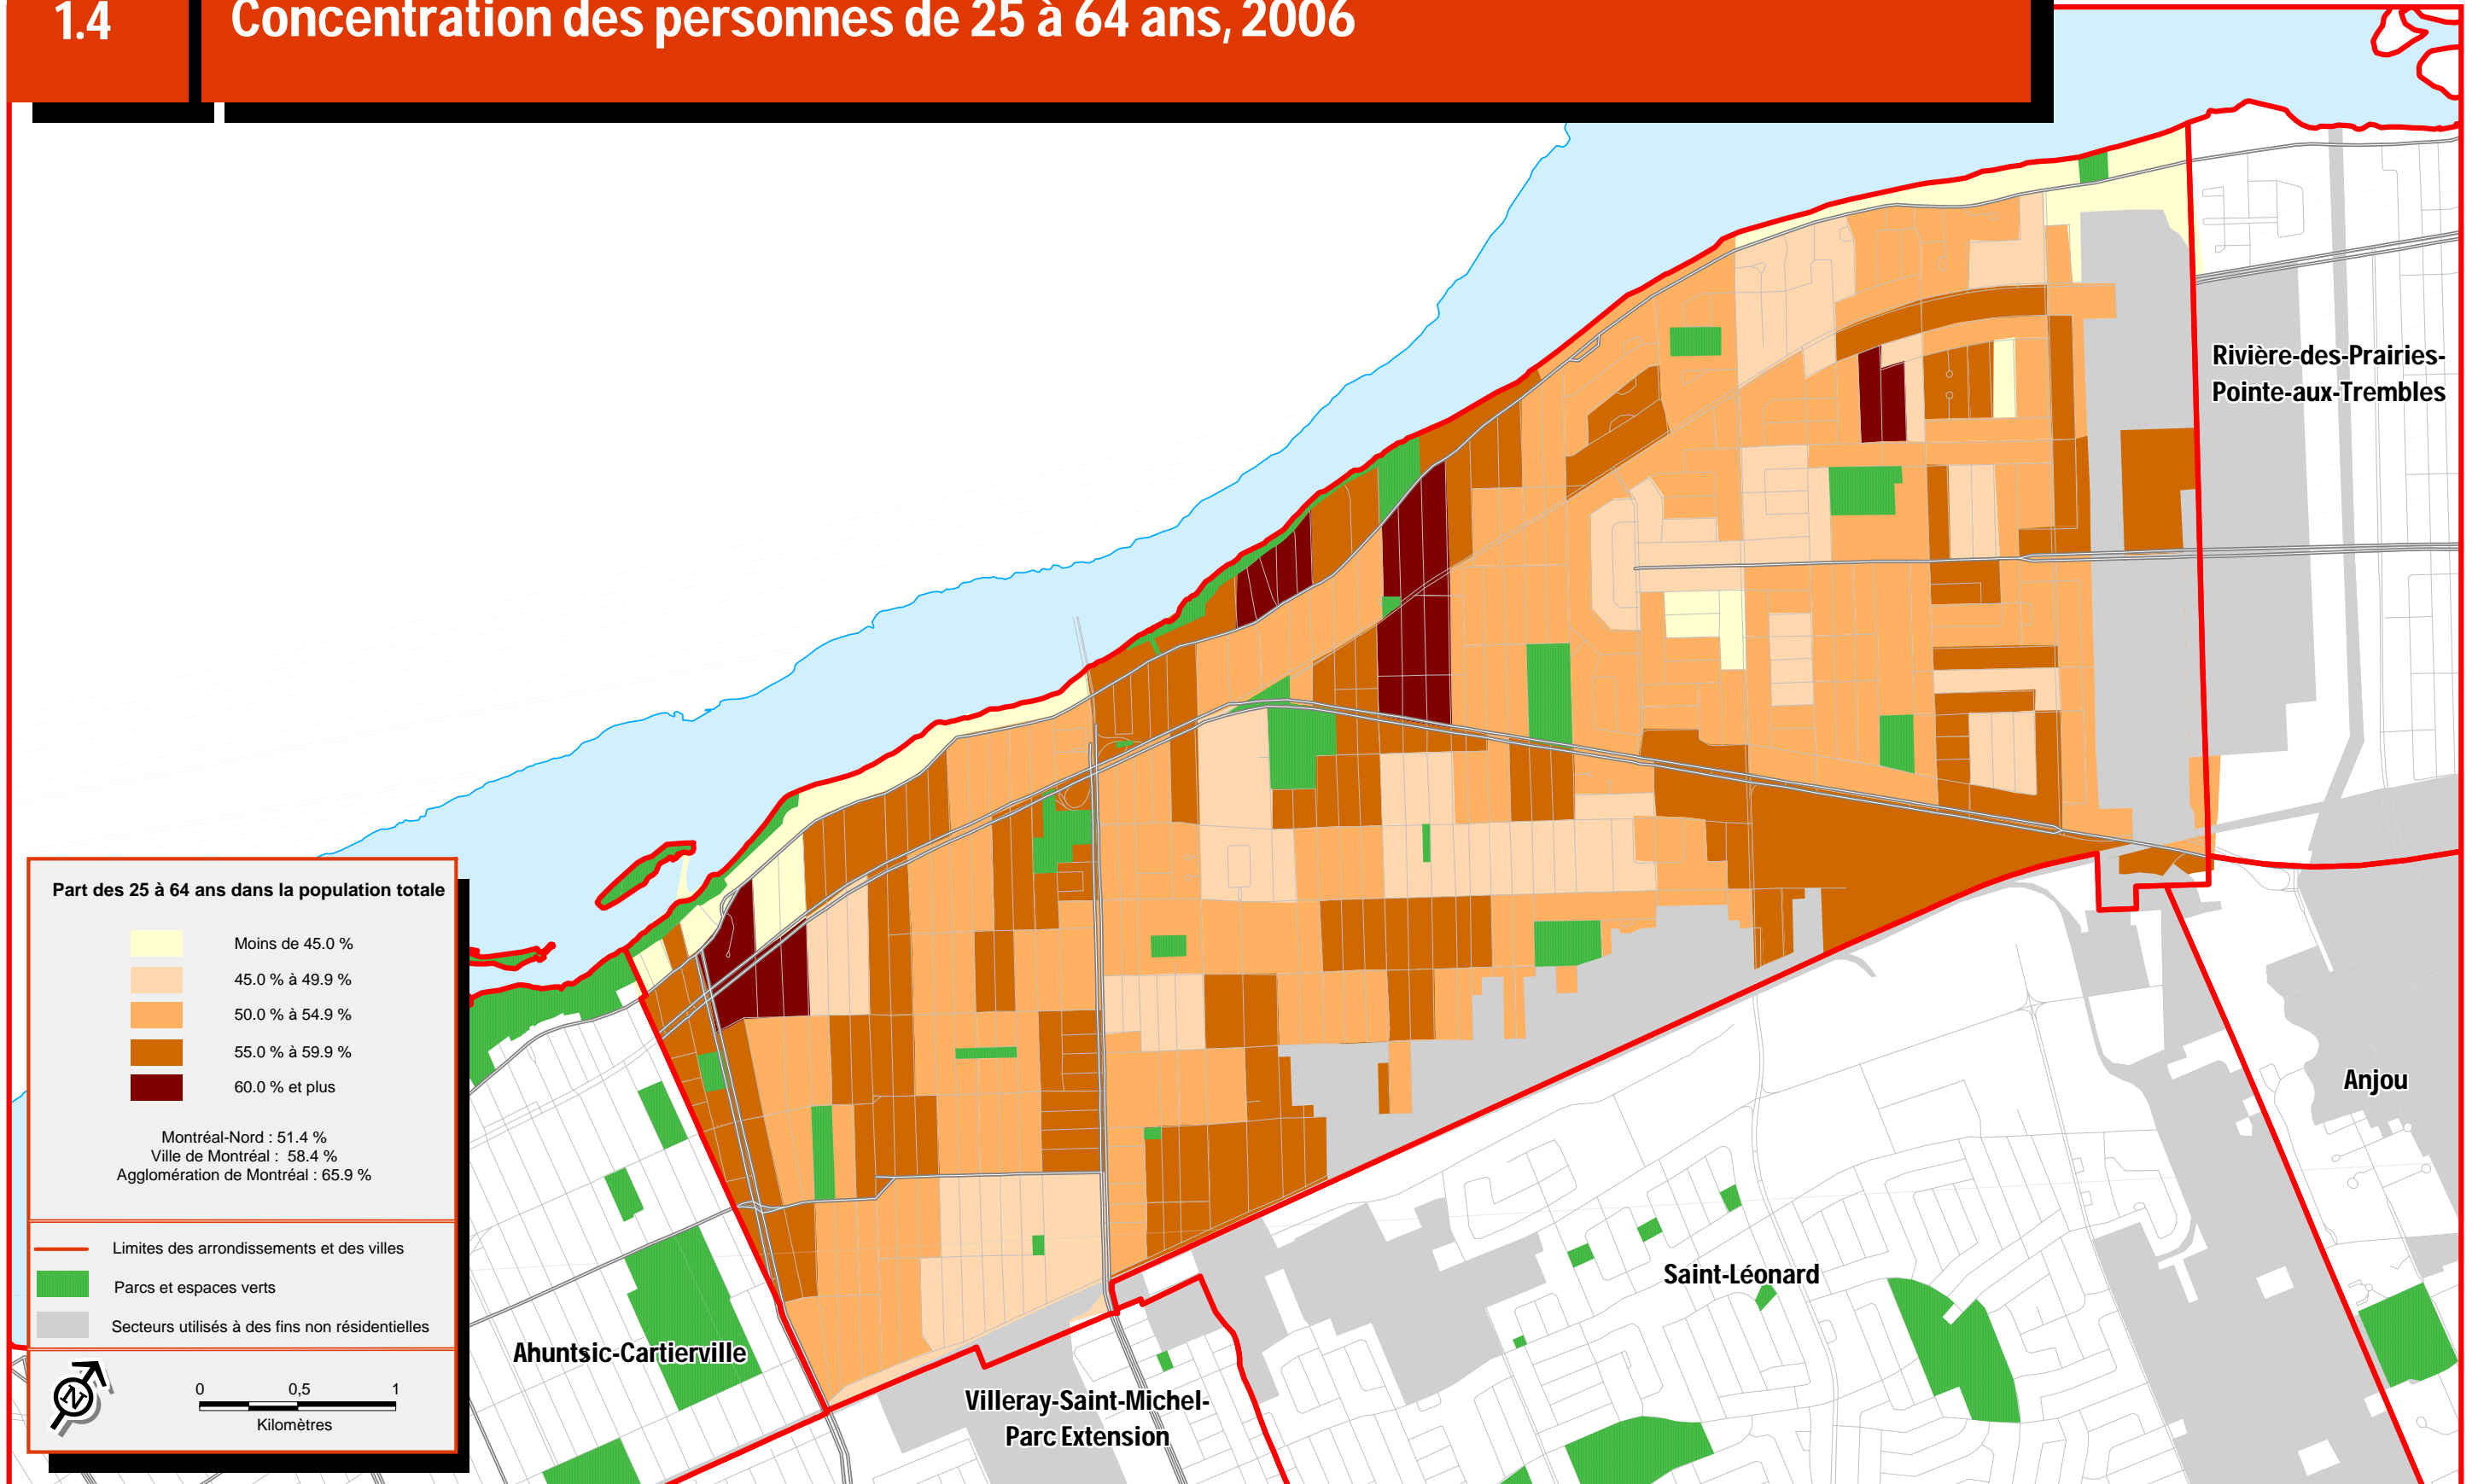 1.4
Concentration des personnes de 25 à 64 ans, 2006
Rivière-des-Prairies-
Pointe-aux-Trembles
Part des 25 à 64 ans dans la population totale
Moins de 45.0 %
45.0 % à 49.9 %
50.0 % à 54.9 %
55.0 % à 59.9 %
60.0 % et plus
Montréal-Nord : 51.4 %
Ville de Montréal : 58.4 %
Agglomération de Montréal : 65.9 %
Limites des arrondissements et des villes
Parcs et espaces verts
Secteurs utilisés à des fins non résidentielles
N
0 0,5 1
Kilomètres
Anjou
Saint-Léonard
Ahuntsic-Cartierville
Villeray-Saint-Michel-
Parc Extension